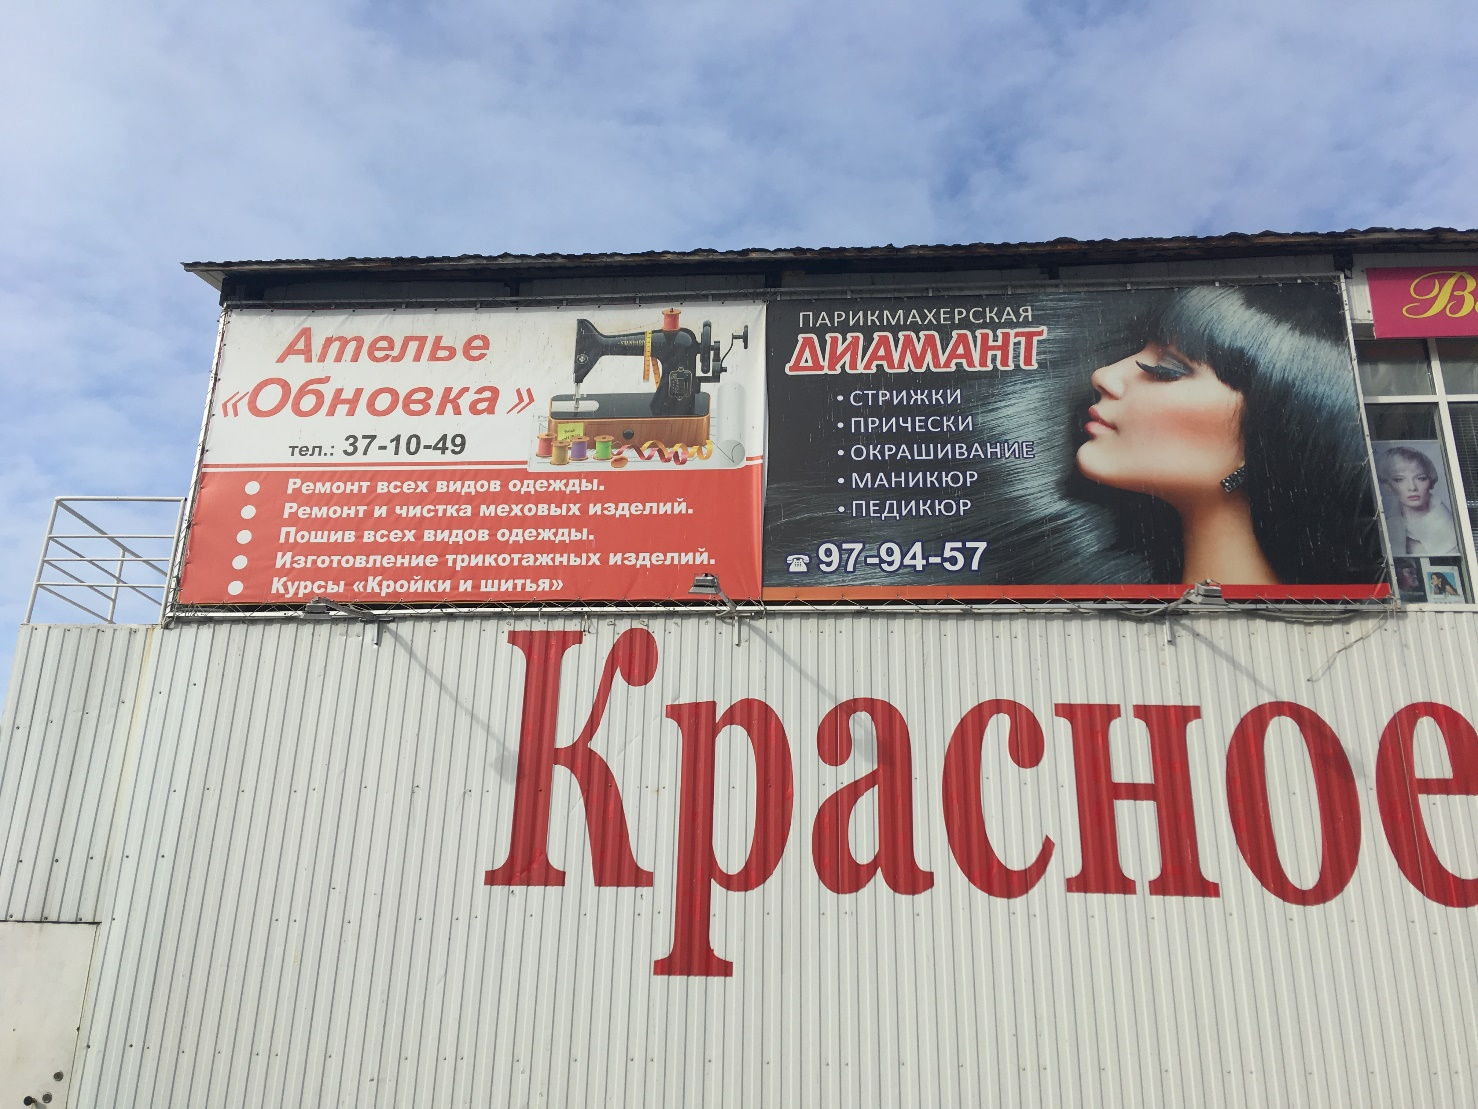 Ателье
«Обновка»
тел.: 37-10-49
Ремонт всех видов одежды.
Ремонт и чистка меховых изделий.
Пошив всех видов одежды.
Изготовление трикотажных изделий.
Курсы «Кройки и шитья»
ПАРИКМАХЕРСКАЯ
ДИАМАНТ
• СТРИЖКИ
• ПРИЧЕСКИ
• ОКРАШИВАНИЕ
• МАНИКЮР
• ПЕДИКЮР
97-94-57
Красное